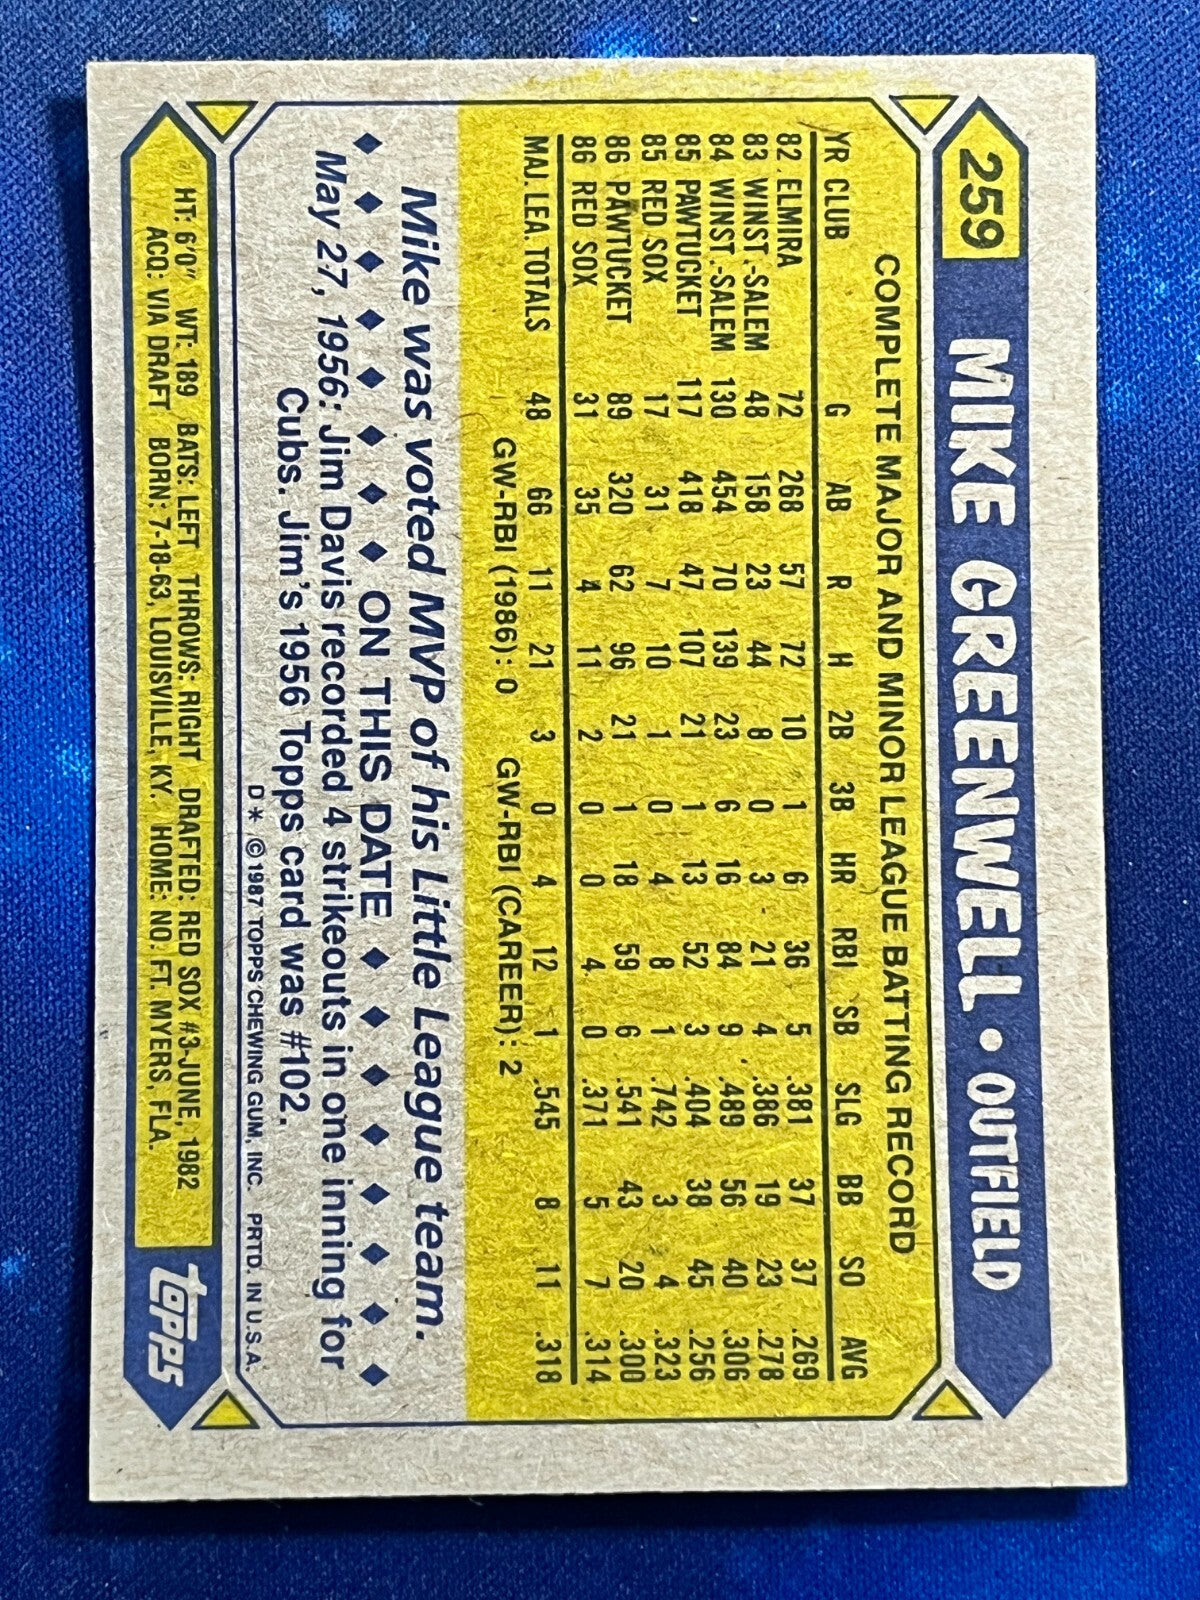 259 MIKE GREENWELL • OUTFIELD
COMPLETE MAJOR AND MINOR LEAGUE BATTING RECORD
YR CLUB G AB R H 2B 3B HR RBI SB SLG BB SO AVG
82 ELMIRA 72 268 57 72 10 1 6 36 5 .381 37 37 .269
83 WINST.-SALEM 48 158 23 44 8 0 3 21 4 .386 19 23 .278
84 WINST.-SALEM 130 454 70 139 23 6 16 84 9 .489 56 40 .306
85 PAWTUCKET 117 418 47 107 21 1 13 52 3 .404 38 45 .256
85 RED SOX 17 31 7 10 1 0 4 8 1 .742 3 4 .323
86 PAWTUCKET 89 320 62 96 21 1 18 59 6 .541 43 20 .300
86 RED SOX 31 35 4 11 2 0 0 4 0 .371 5 7 .314
MAJ. LEA. TOTALS 48 66 11 21 3 0 4 12 1 .545 8 11 .318
GW-RBI (1986): 0 GW-RBI (CAREER): 2
Mike was voted MVP of his Little League team.
◆ ◆ ◆ ◆ ◆ ◆ ◆ ◆ ON THIS DATE ◆ ◆ ◆ ◆ ◆ ◆ ◆ ◆
May 27, 1956: Jim Davis recorded 4 strikeouts in one inning for
Cubs. Jim's 1956 Topps card was #102.
D* © 1987 TOPPS CHEWING GUM, INC. PRTD. IN U.S.A.
HT: 6'0" WT: 189 BATS: LEFT THROWS: RIGHT DRAFTED: RED SOX #3-JUNE, 1982
ACQ: VIA DRAFT BORN: 7-18-63, LOUISVILLE, KY. HOME: NO. FT. MYERS, FLA.
topps